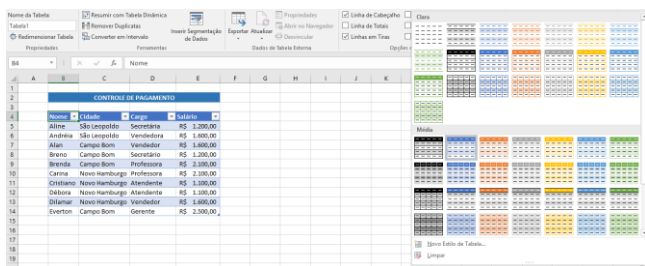 Nome da Tabela:
Tabela1
Redimensionar Tabela
Propriedades
Resumir com Tabela Dinâmica
Remover Duplicatas
Converter em Intervalo
Ferramentas
Inserir Segmentação de Dados
Exportar Atualizar
Propriedades
Abrir no Navegador
Desvincular
Dados de Tabela Externa
Linha de Cabeçalho
Linha de Totais
Linhas em Tiras
Opções
Claro
Média
Novo Estilo de Tabela...
Limpar
B4 fx Nome
A B C D E F G H I J K
1
2 CONTROLE DE PAGAMENTO
3
4 Nome Cidade Cargo Salário
5 Aline São Leopoldo Secretária R$ 1.200,00
6 Andréia São Leopoldo Vendedora R$ 1.600,00
7 Alan Campo Bom Vendedor R$ 1.600,00
8 Breno Campo Bom Secretário R$ 1.200,00
9 Brenda Campo Bom Professora R$ 2.100,00
10 Carina Novo Hamburgo Professora R$ 2.100,00
11 Cristiano Novo Hamburgo Atendente R$ 1.100,00
12 Débora Novo Hamburgo Atendente R$ 1.100,00
13 Dilamar Novo Hamburgo Vendedor R$ 1.600,00
14 Everton Campo Bom Gerente R$ 2.500,00
15
16
17
18
19